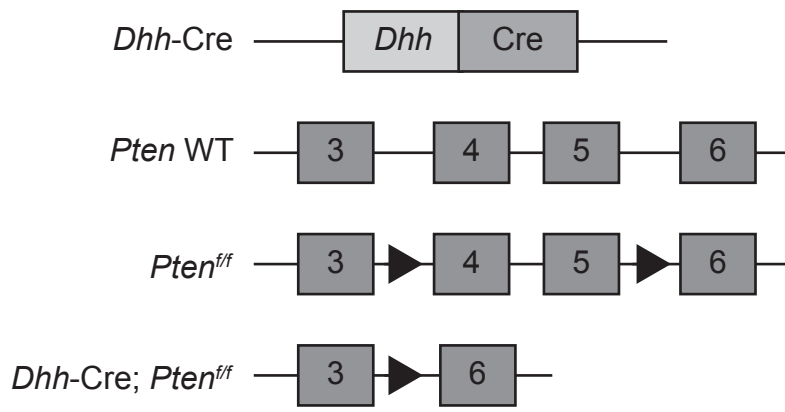 Dhh-Cre Dhh Cre
Pten WT 3 4 5 6
Ptenf/f 3 4 5 6
Dhh-Cre; Ptenf/f 3 6